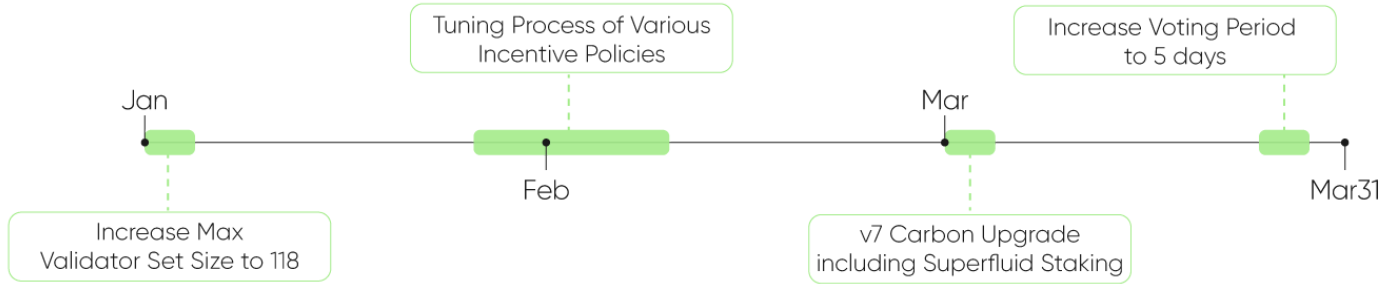 Tuning Process of Various
Incentive Policies
Increase Voting Period
to 5 days
Jan
Mar
Feb
Mar31
Increase Max
Validator Set Size to 118
v7 Carbon Upgrade
including Superfluid Staking